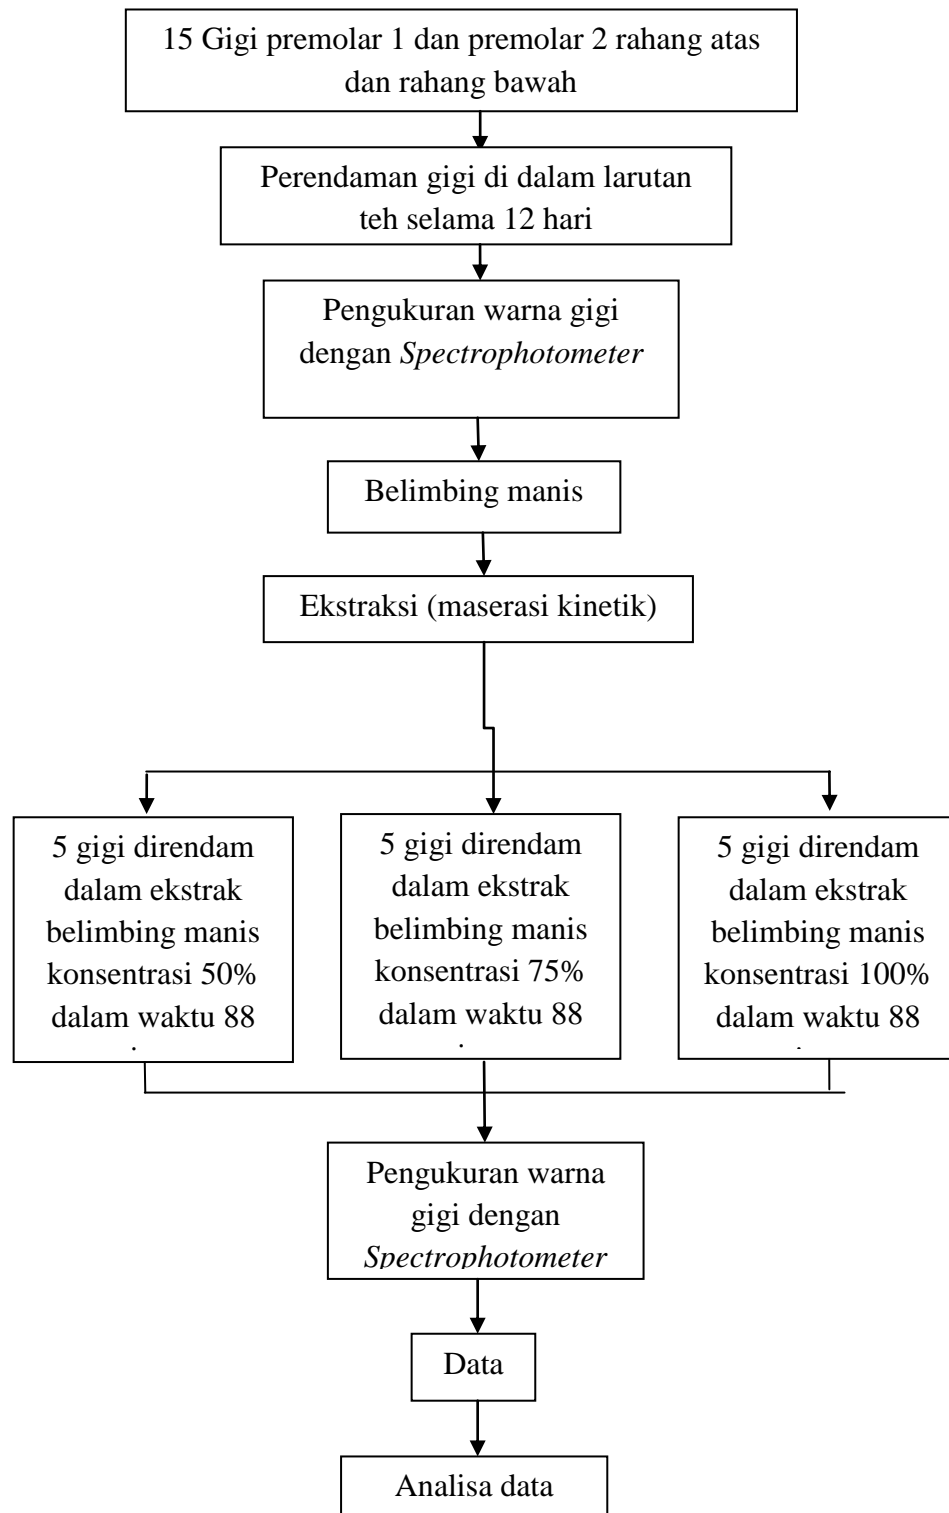 15 Gigi premolar 1 dan premolar 2 rahang atas
dan rahang bawah
Perendaman gigi di dalam larutan
teh selama 12 hari
Pengukuran warna gigi
dengan Spectrophotometer
Belimbing manis
Ekstraksi (maserasi kinetik)
5 gigi direndam
dalam ekstrak
belimbing manis
konsentrasi 50%
dalam waktu 88
5 gigi direndam
dalam ekstrak
belimbing manis
konsentrasi 75%
dalam waktu 88
5 gigi direndam
dalam ekstrak
belimbing manis
konsentrasi 100%
dalam waktu 88
Pengukuran warna
gigi dengan
Spectrophotometer
Data
Analisa data